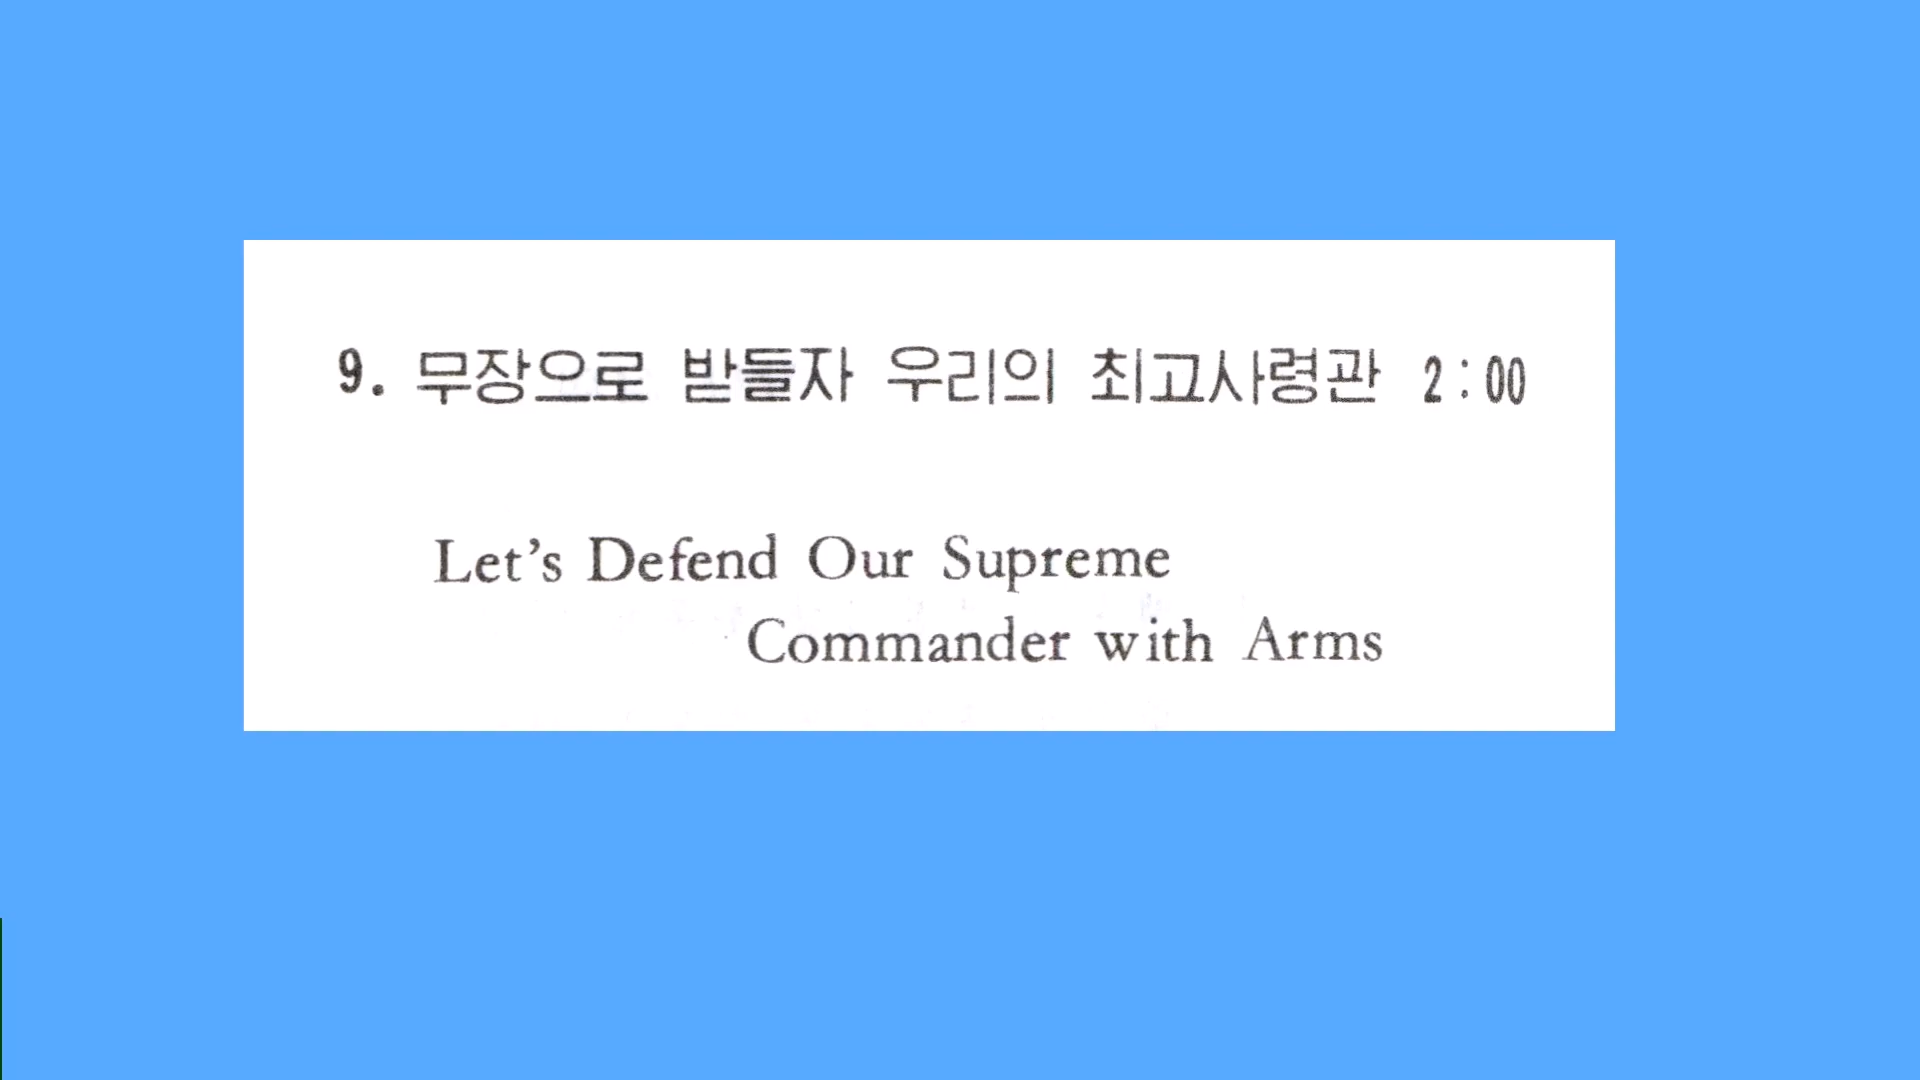 9. 무장으로 받들자 우리의 최고사령관 2:00
Let's Defend Our Supreme
Commander with Arms